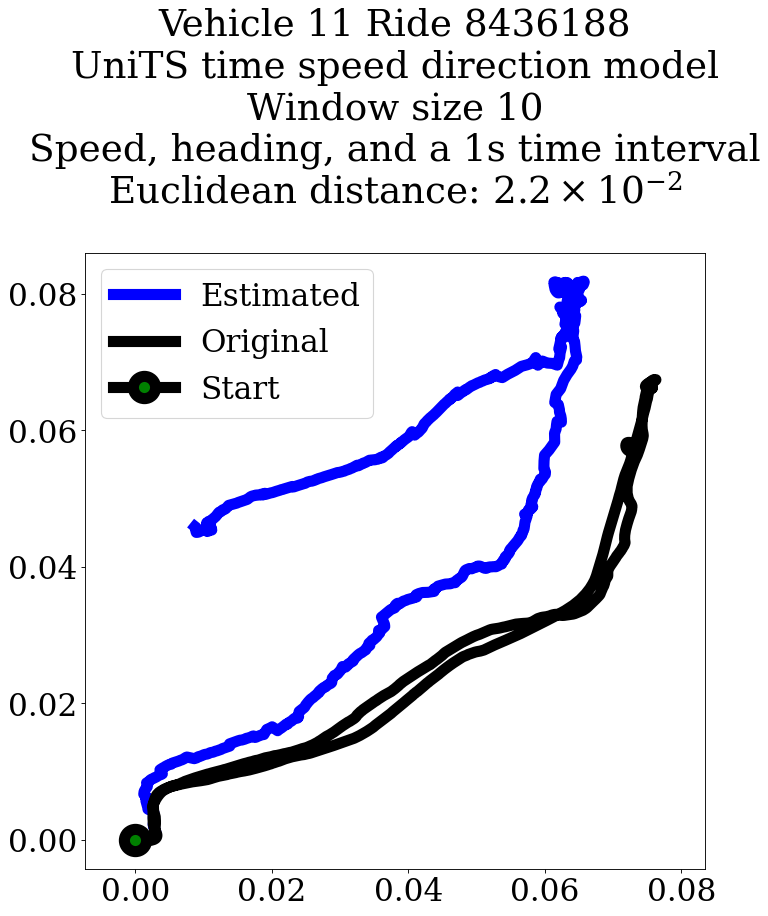 Vehicle 11 Ride 8436188
UniTS time speed direction model
Window size 10
Speed, heading, and a 1s time interval
Euclidean distance: $2.2 \times 10^{-2}$
Estimated
Original
Start
0.08
0.06
0.04
0.02
0.00
0.00 0.02 0.04 0.06 0.08